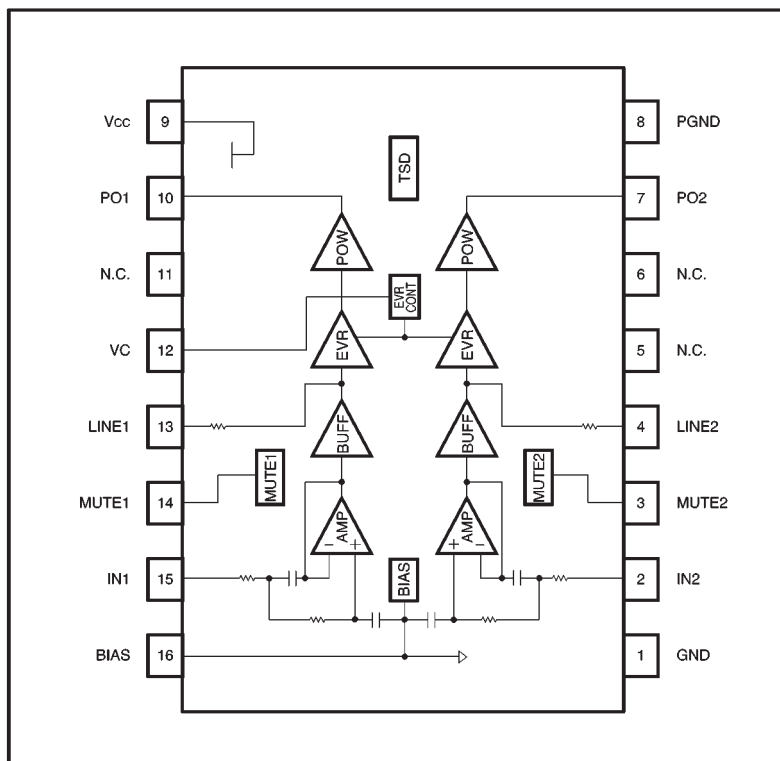 Vcc 9
8 PGND
TSD
PO1 10
7 PO2
POW
POW
N.C. 11
6 N.C.
EVR
CONT
VC 12
EVR
EVR
5 N.C.
LINE1 13
BUFF
BUFF
4 LINE2
MUTE1 14
MUTE1
MUTE2
3 MUTE2
AMP
− +
AMP
+ −
IN1 15
BIAS
2 IN2
BIAS 16
1 GND